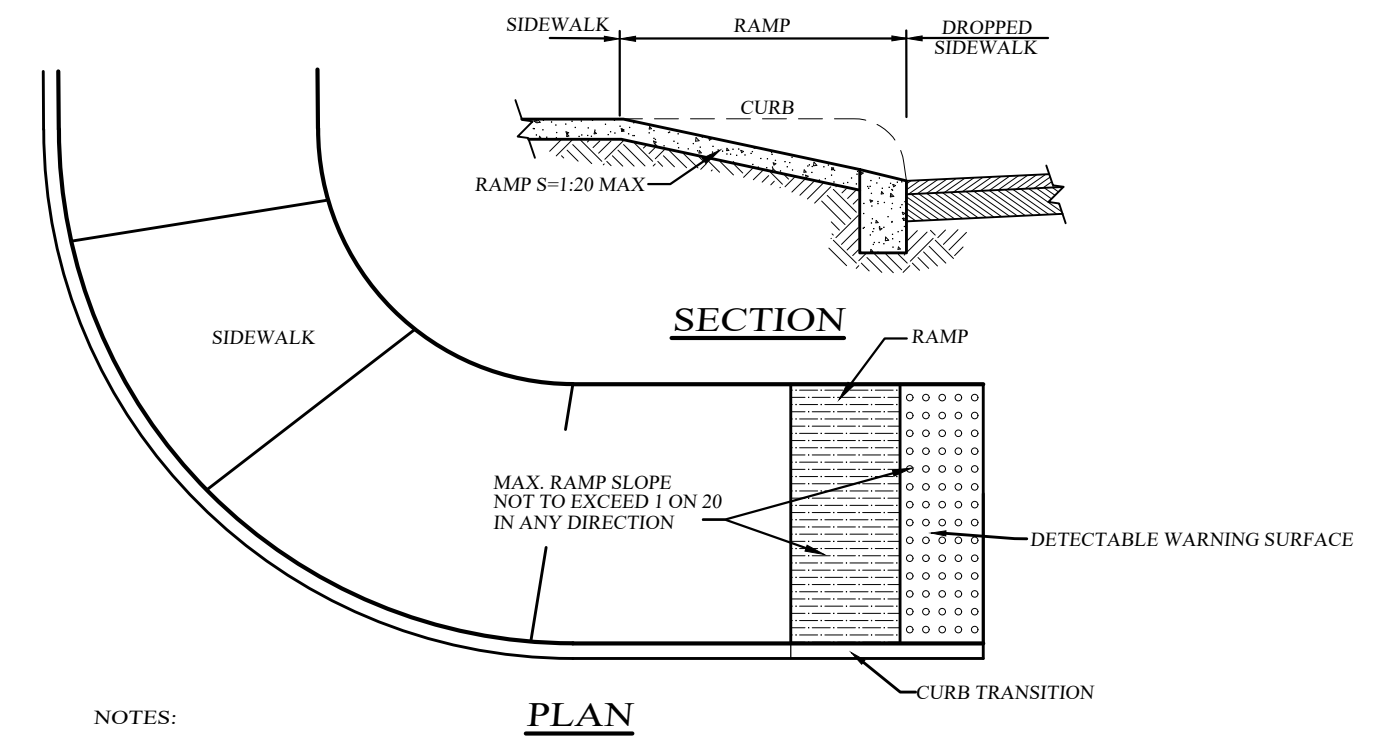 SIDEWALK
RAMP
DROPPED
SIDEWALK
CURB
RAMP S=1:20 MAX
SECTION
RAMP
SIDEWALK
MAX. RAMP SLOPE
NOT TO EXCEED 1 ON 20
IN ANY DIRECTION
DETECTABLE WARNING SURFACE
CURB TRANSITION
NOTES:
PLAN